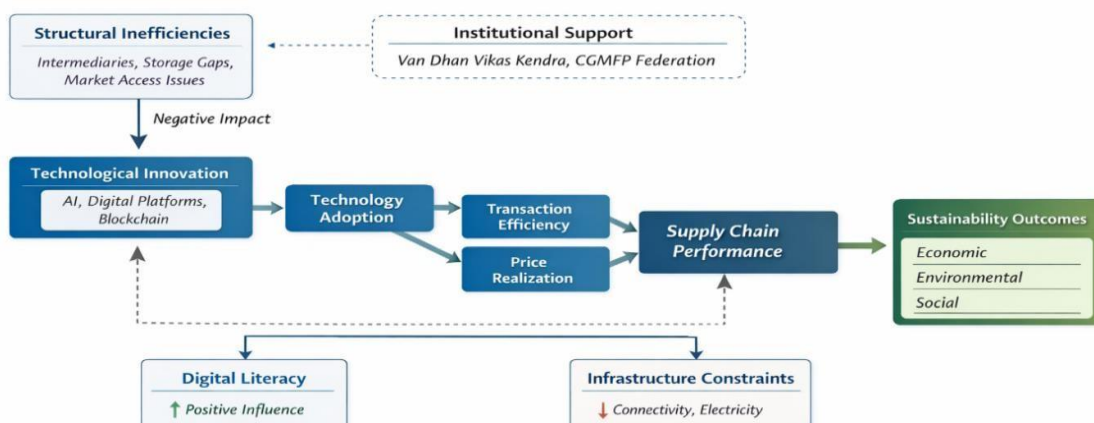 Structural Inefficiencies
Intermediaries, Storage Gaps,
Market Access Issues
Institutional Support
Van Dhan Vikas Kendra, CGMFP Federation
Negative Impact
Technological Innovation
AI, Digital Platforms,
Blockchain
Technology
Adoption
Transaction
Efficiency
Price
Realization
Supply Chain
Performance
Sustainability Outcomes
Economic
Environmental
Social
Digital Literacy
↑ Positive Influence
Infrastructure Constraints
↓ Connectivity, Electricity